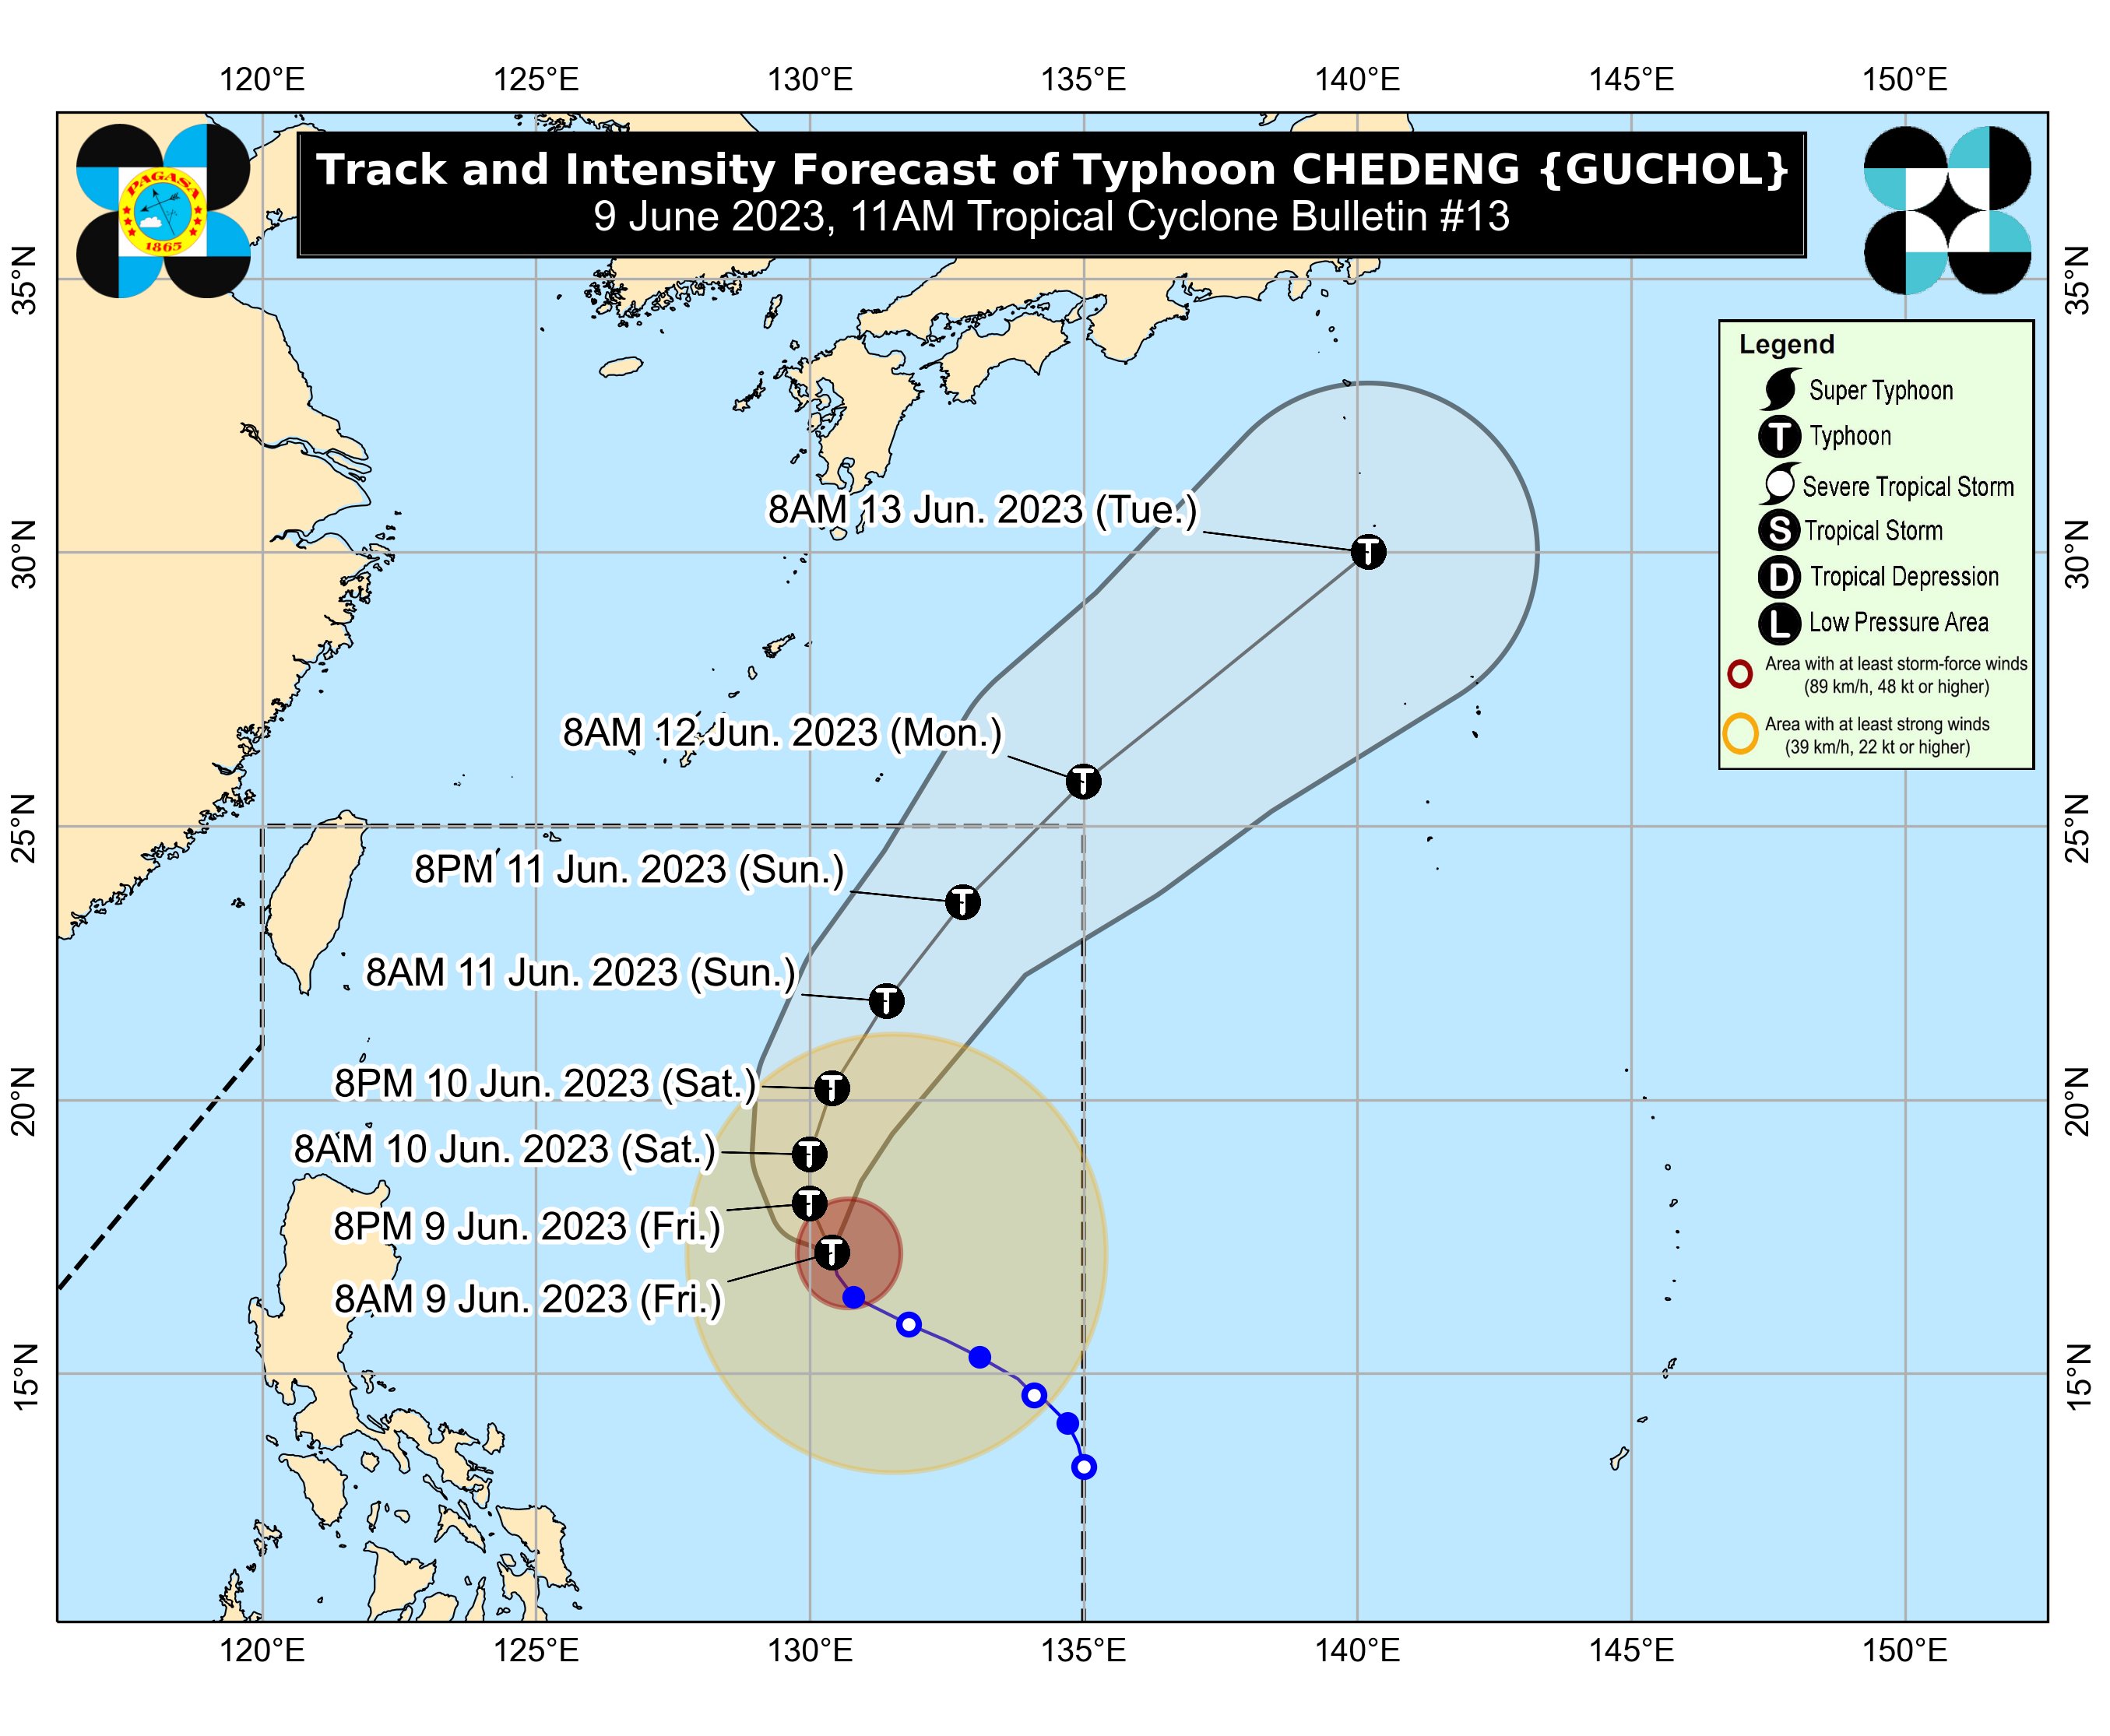 120°E 125°E 130°E 135°E 140°E 145°E 150°E
PAGASA
1865
Track and Intensity Forecast of Typhoon CHEDENG {GUCHOL}
9 June 2023, 11AM Tropical Cyclone Bulletin #13
35°N 35°N
Legend
Super Typhoon
T Typhoon
Severe Tropical Storm
S Tropical Storm
D Tropical Depression
L Low Pressure Area
Area with at least storm-force winds
(89 km/h, 48 kt or higher)
Area with at least strong winds
(39 km/h, 22 kt or higher)
8AM 13 Jun. 2023 (Tue.)
T
30°N 30°N
8AM 12 Jun. 2023 (Mon.)
T
25°N 25°N
8PM 11 Jun. 2023 (Sun.)
T
8AM 11 Jun. 2023 (Sun.)
T
8PM 10 Jun. 2023 (Sat.)
T
20°N 20°N
8AM 10 Jun. 2023 (Sat.)
T
8PM 9 Jun. 2023 (Fri.)
T
8AM 9 Jun. 2023 (Fri.)
T
15°N 15°N
120°E 125°E 130°E 135°E 140°E 145°E 150°E